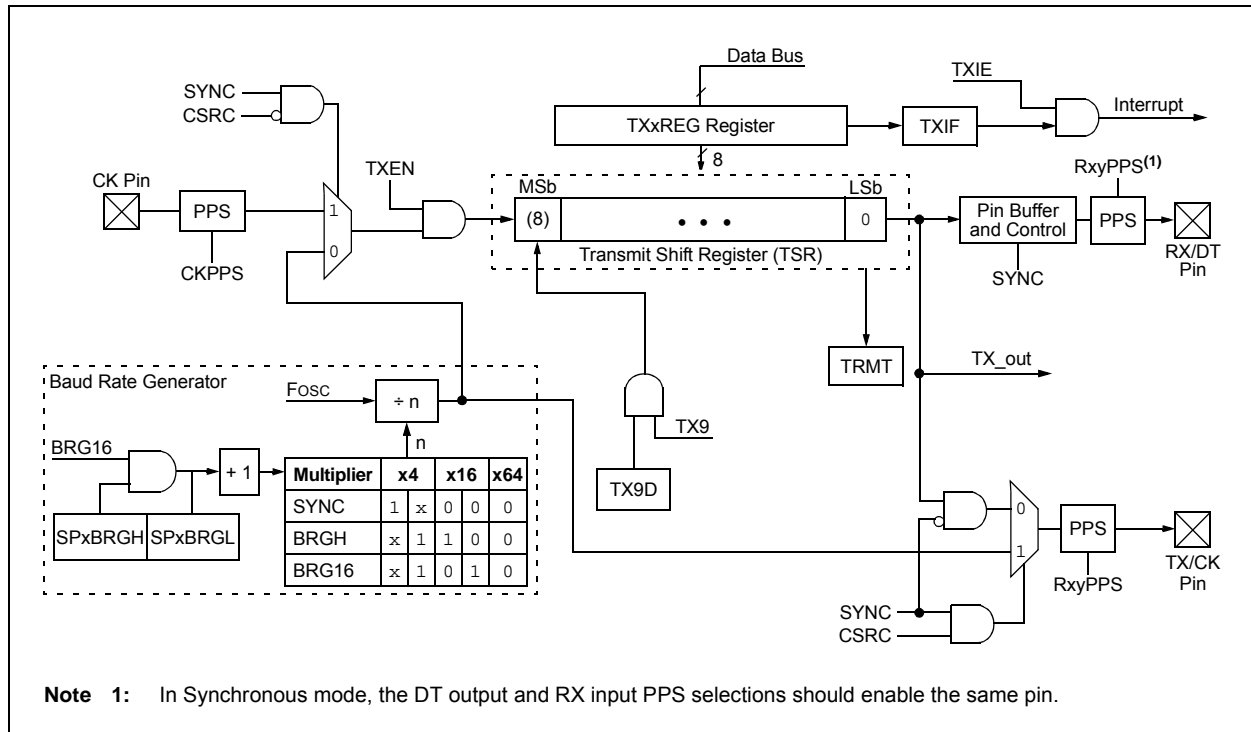 Data Bus
TXIE
SYNC
CSRC
TXxREG Register
TXIF
Interrupt
8
TXEN
RxyPPS(1)
CK Pin
MSb
LSb
PPS
1
(8)
• • •
0
Pin Buffer
and Control
PPS
0
Transmit Shift Register (TSR)
RX/DT
Pin
CKPPS
SYNC
TRMT
TX_out
Baud Rate Generator
FOSC
÷ n
TX9
BRG16
n
+ 1
TX9D
Multiplier x4 x16 x64
SYNC 1 x 0 0 0
BRGH x 1 1 0 0
BRG16 x 1 0 1 0
SPxBRGH SPxBRGL
0
PPS
1
TX/CK
Pin
RxyPPS
SYNC
CSRC
Note 1: In Synchronous mode, the DT output and RX input PPS selections should enable the same pin.